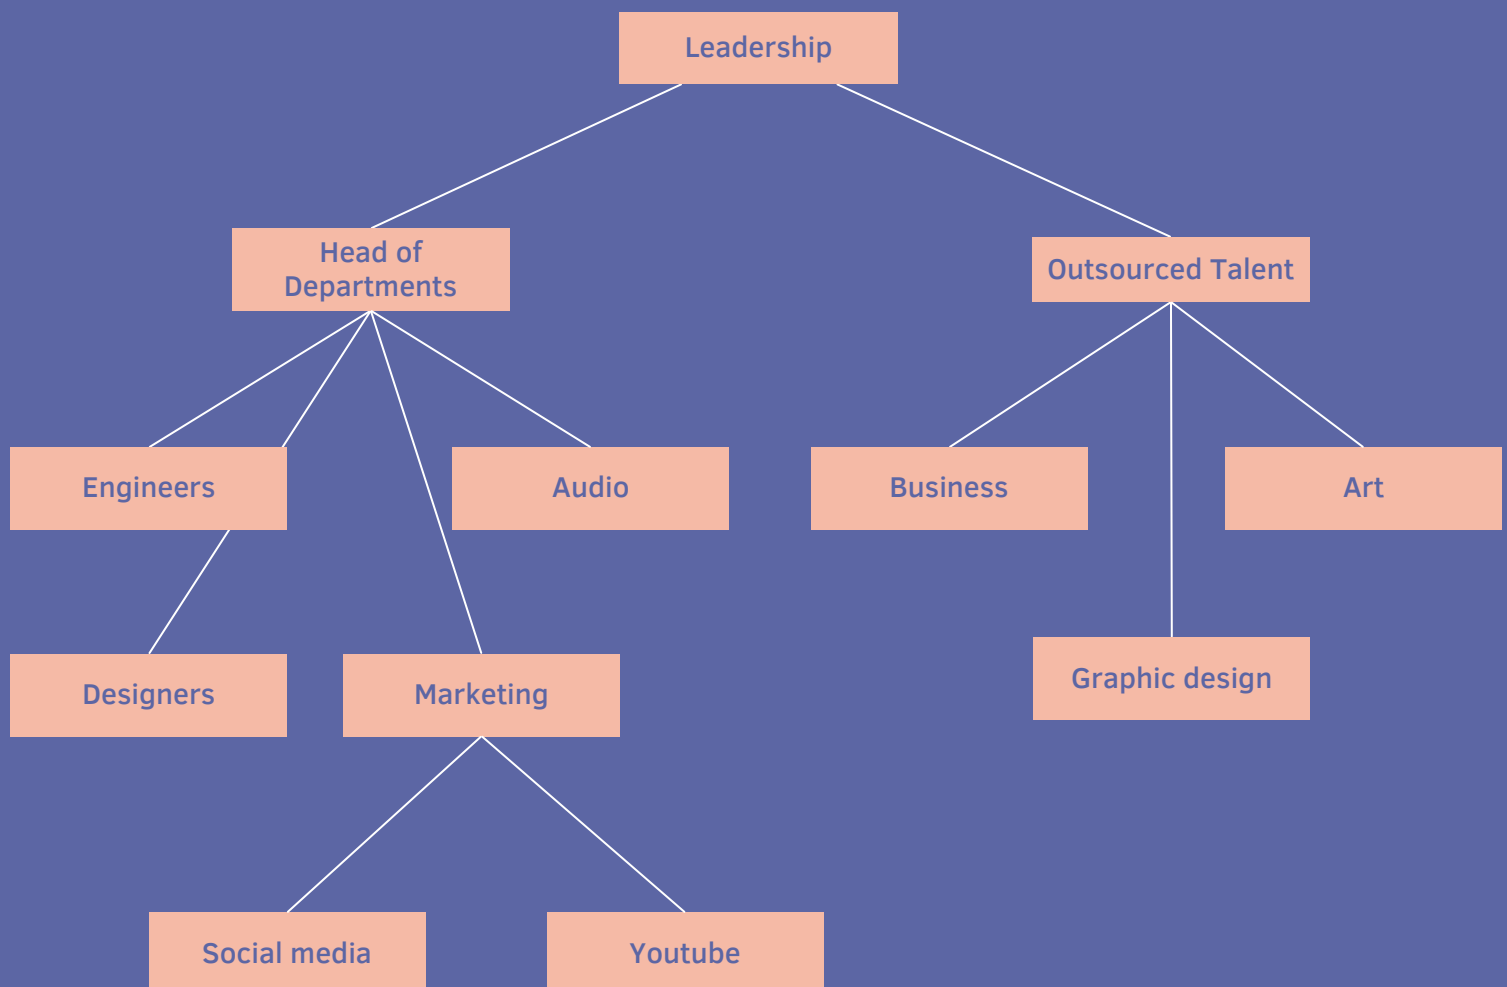 Leadership
Head of
Departments
Outsourced Talent
Engineers
Audio
Business
Art
Designers
Marketing
Graphic design
Social media
Youtube